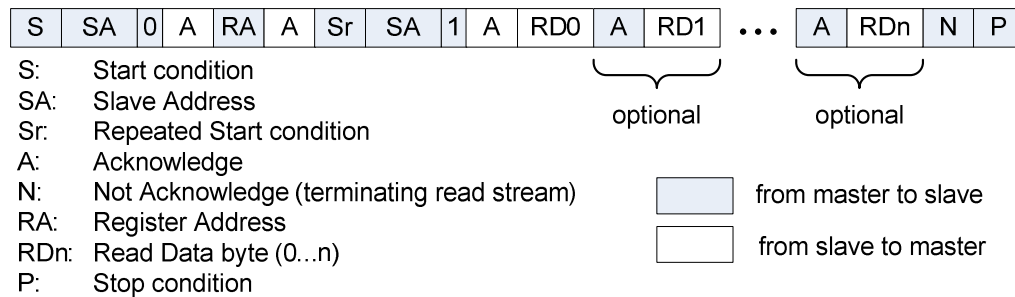 S SA 0 A RA A Sr SA 1 A RD0 A RD1 ... A RDn N P
optional optional
S: Start condition
SA: Slave Address
Sr: Repeated Start condition
A: Acknowledge
N: Not Acknowledge (terminating read stream)
RA: Register Address
RDn: Read Data byte (0...n)
P: Stop condition
from master to slave
from slave to master